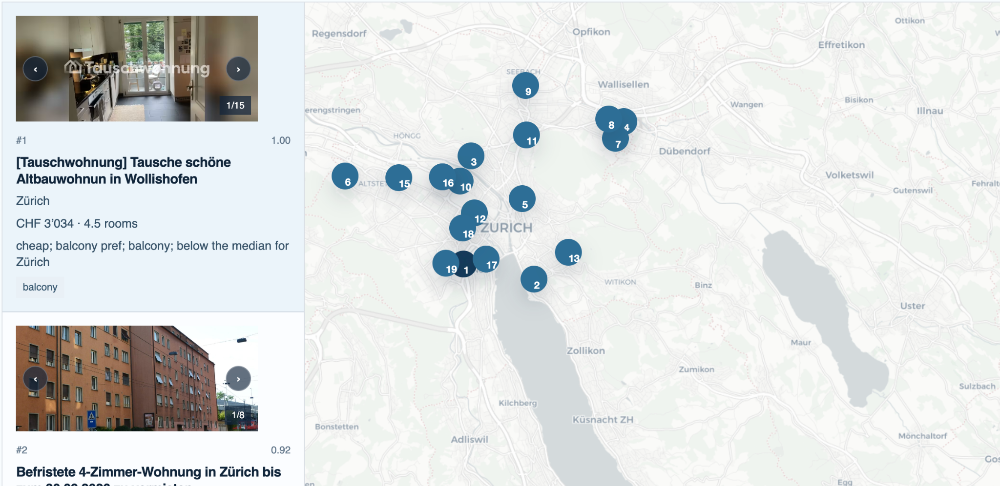 Tauschwohnung
‹
›
1/15
#1
1.00
[Tauschwohnung] Tausche schöne
Altbauwohnun in Wollishofen
Zürich
CHF 3’034 · 4.5 rooms
cheap; balcony pref; balcony; below the median for
Zürich
balcony
‹
›
1/8
#2
0.92
Befristete 4-Zimmer-Wohnung in Zürich bis
Regensdorf
Opfikon
Ottikon
Effretikon
SEEBACH
9
Wallisellen
Bisikon
Wangen
Illnau
erengstringen
8
4
7
HÖNGG
11
Dübendorf
3
6
ALTSTET
15
16
10
Volketswil
Fehralto
Gutenswil
5
12
18
ZURICH
13
19
1
17
2
WITIKON
Binz
Uster
Maur
Zollikon
Zumikon
Sulzbach
Kilchberg
Küsnacht ZH
Bonstetten
Adliswil
Mönchaltorf
Gos
Egg
en